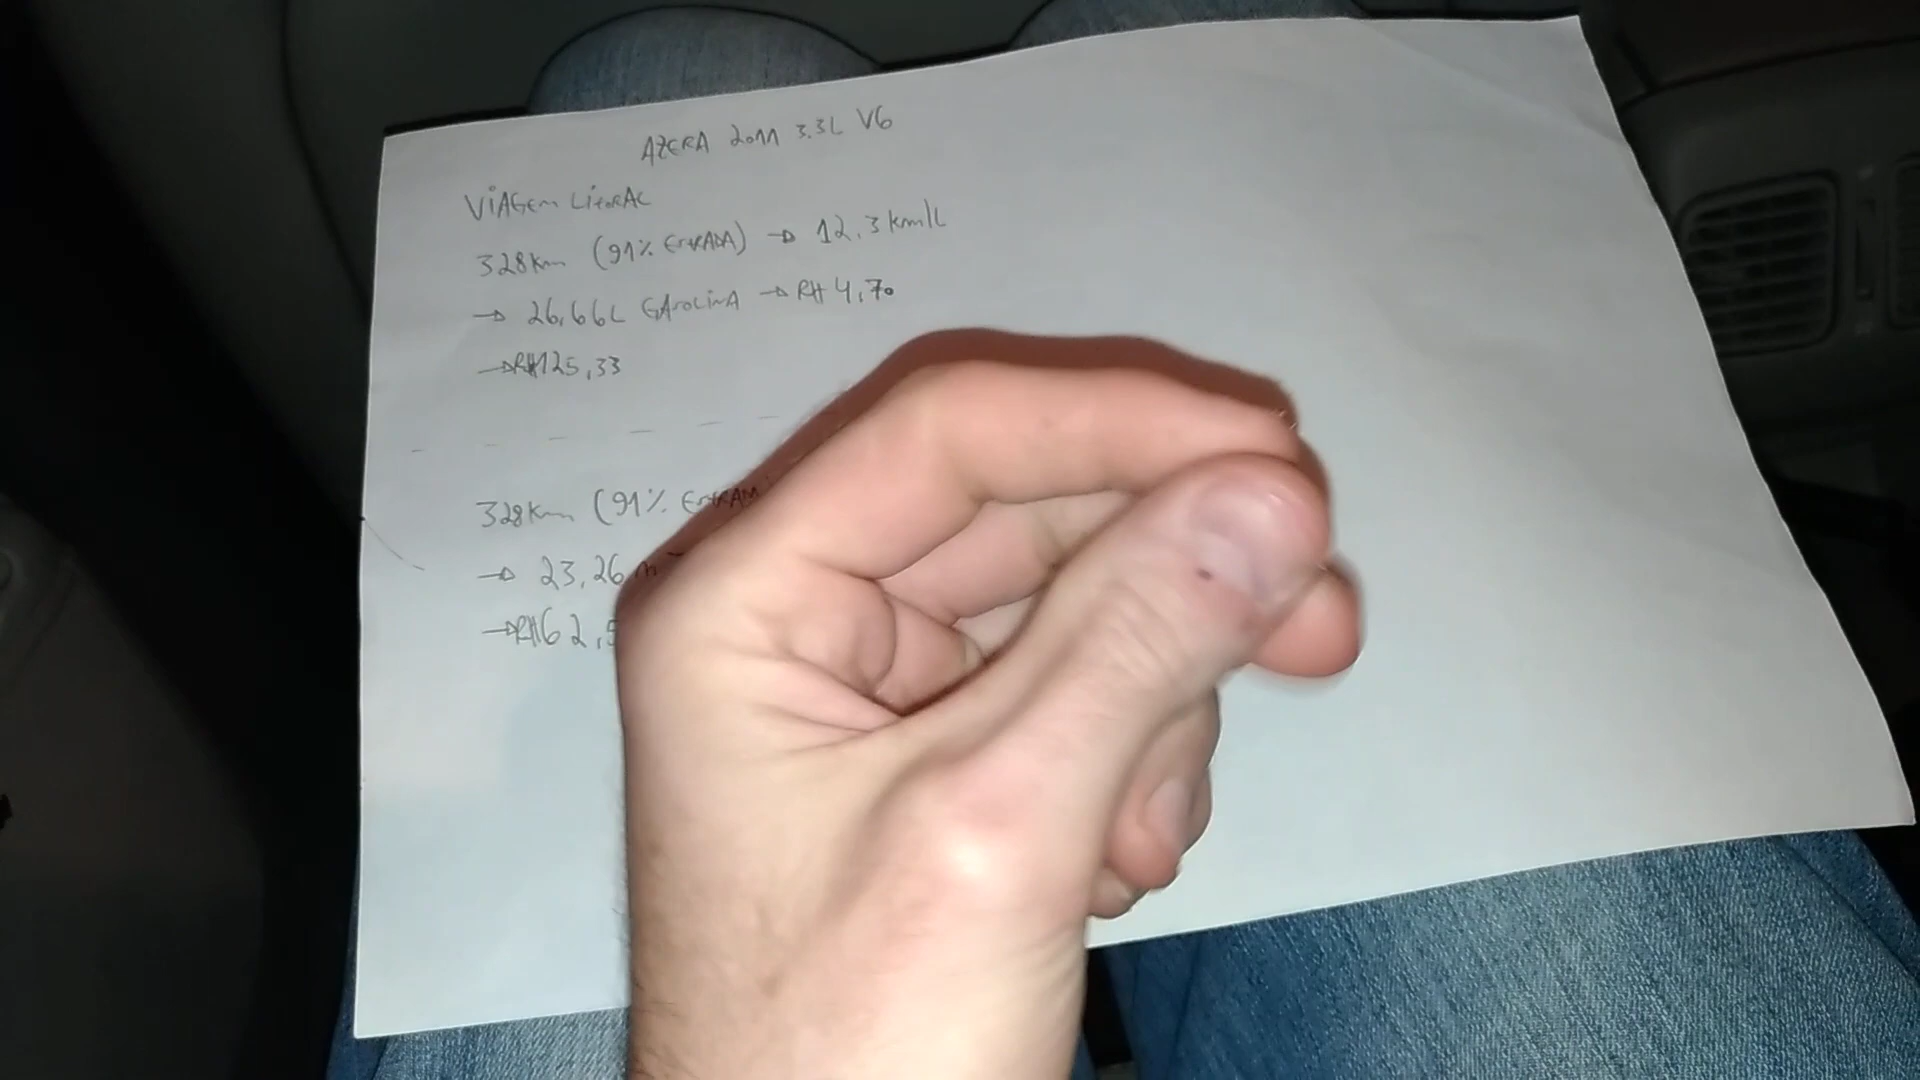 AZERA 2011 3.3L V6
VIAGEM LITORAL
328Km (91% ESTRADA) → 12,3 km/L
→ 26,66L GASOLINA → R$ 4,70
→ R$125,33
328Km (91% ESTRADA
→ 23,26 m
→ R$62,5